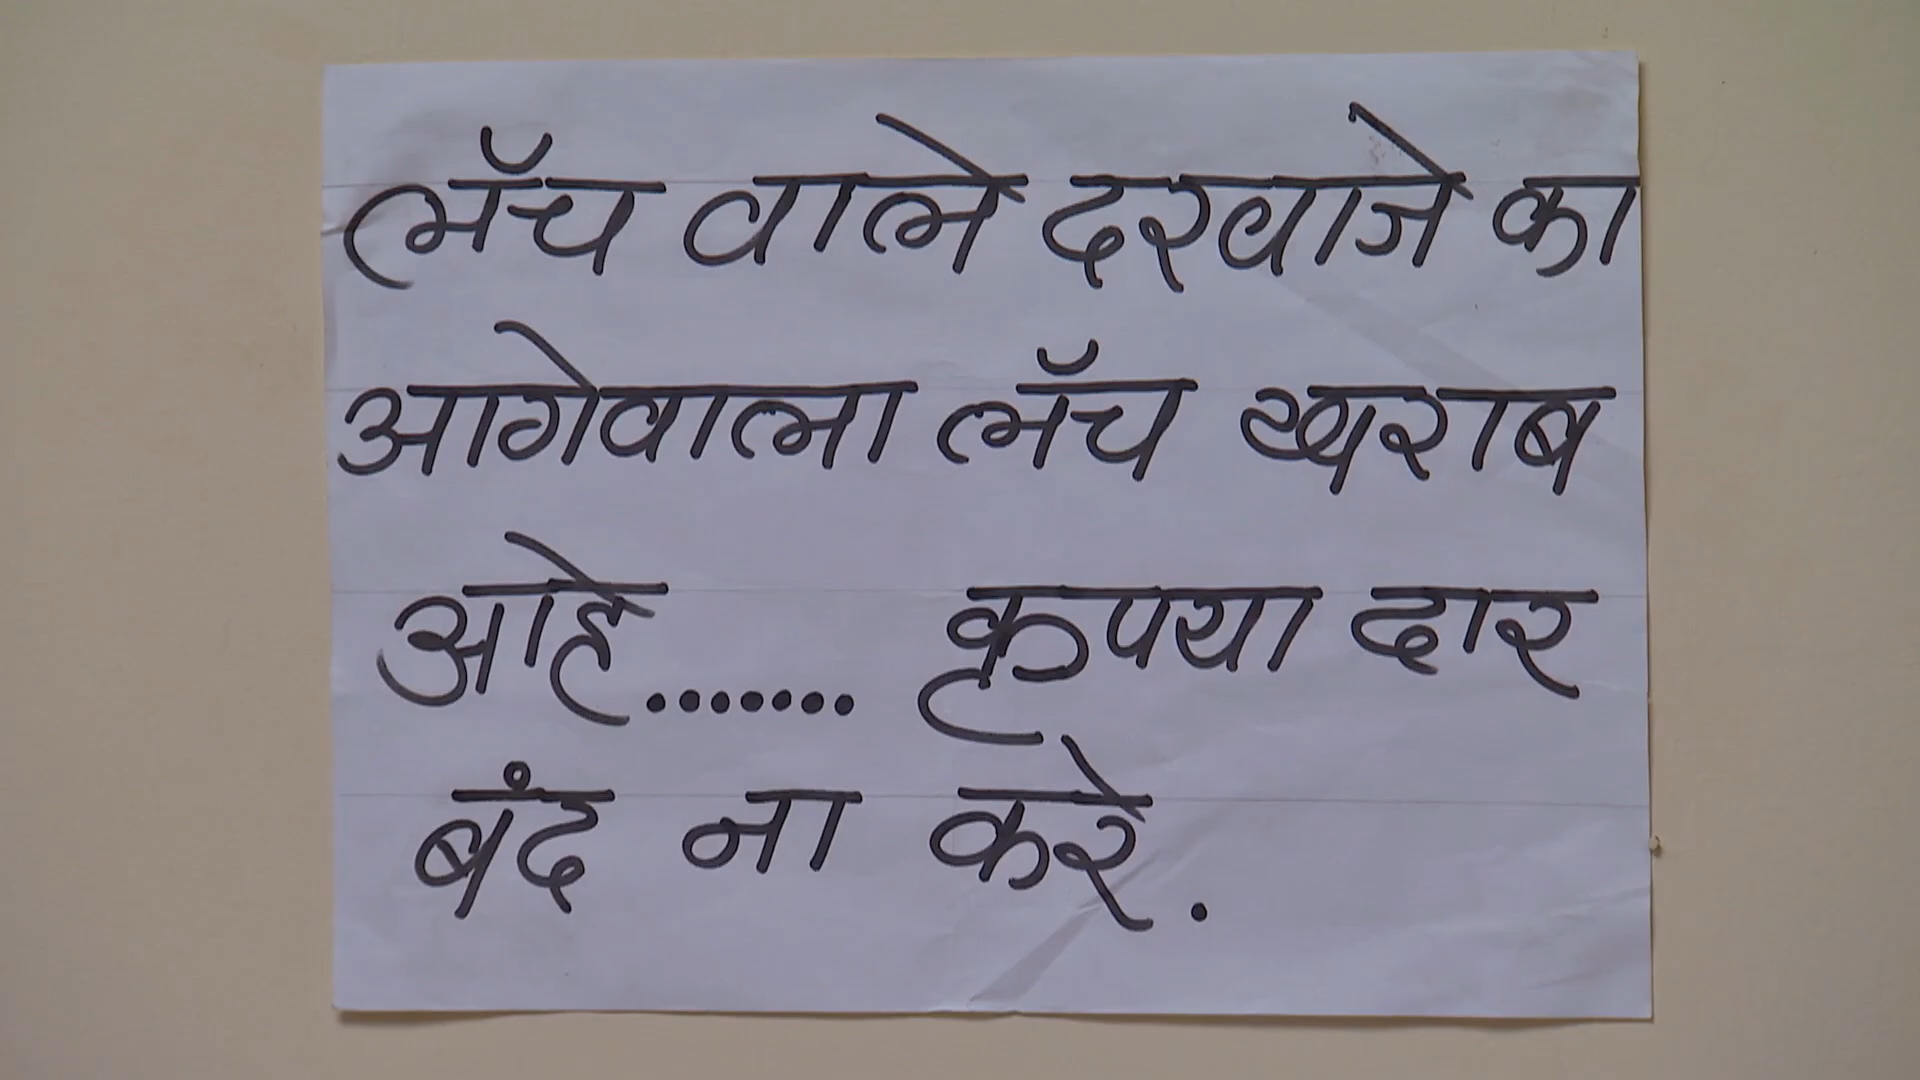 लॅच वाले दरवाजे का
आगेवाला लॅच खराब
आहे....... कृपया दार
बंद ना करे.